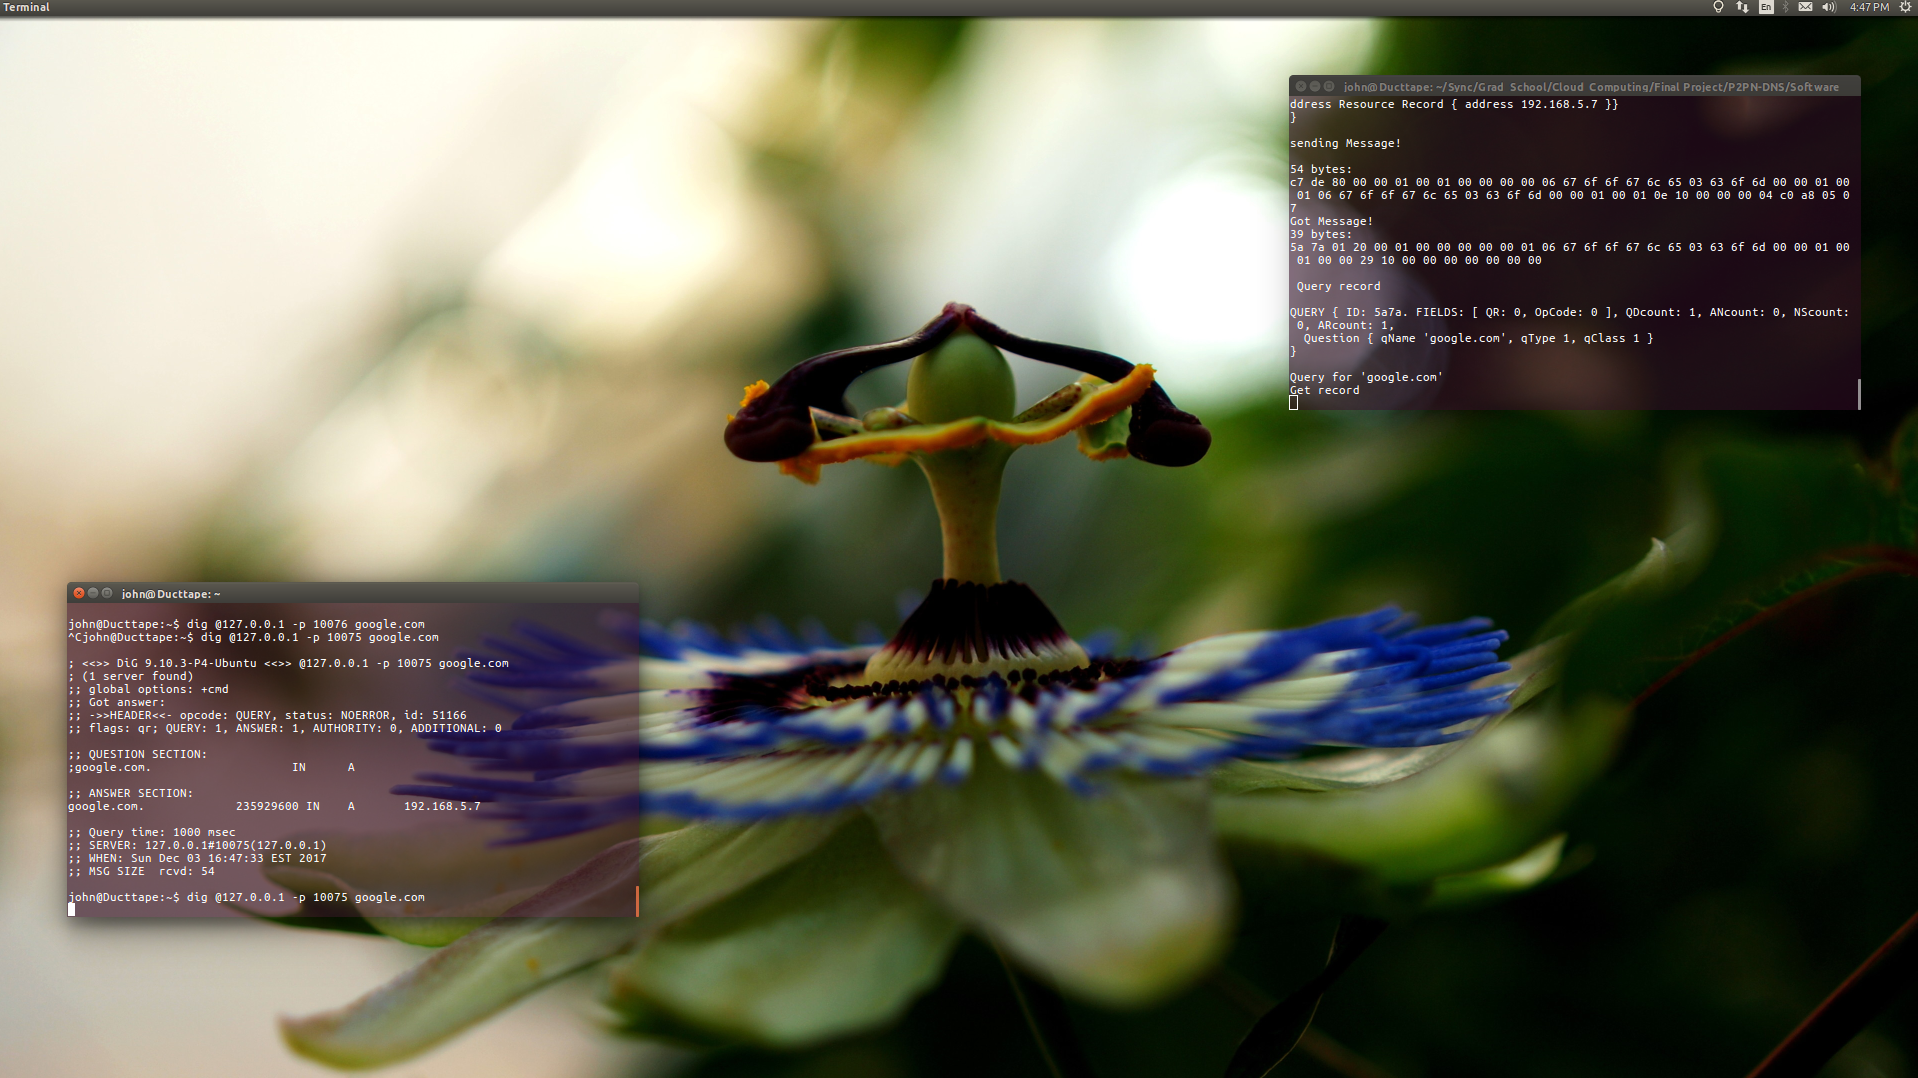 Terminal
En
4:47 PM
john@Ducttape: ~/Sync/Grad School/Cloud Computing/Final Project/P2PN-DNS/Software
ddress Resource Record { address 192.168.5.7 }}
}
sending Message!
54 bytes:
c7 de 80 00 00 01 00 01 00 00 00 00 06 67 6f 6f 67 6c 65 03 63 6f 6d 00 00 01 00
01 06 67 6f 6f 67 6c 65 03 63 6f 6d 00 00 01 00 01 0e 10 00 00 00 04 c0 a8 05 0
7
Got Message!
39 bytes:
5a 7a 01 20 00 01 00 00 00 00 00 01 06 67 6f 6f 67 6c 65 03 63 6f 6d 00 00 01 00
01 00 00 29 10 00 00 00 00 00 00 00
Query record
QUERY { ID: 5a7a. FIELDS: [ QR: 0, OpCode: 0 ], QDcount: 1, ANcount: 0, NScount:
0, ARcount: 1,
Question { qName 'google.com', qType 1, qClass 1 }
}
Query for 'google.com'
Get record
john@Ducttape: ~
john@Ducttape:~$ dig @127.0.0.1 -p 10076 google.com
^Cjohn@Ducttape:~$ dig @127.0.0.1 -p 10075 google.com
; <<>> DiG 9.10.3-P4-Ubuntu <<>> @127.0.0.1 -p 10075 google.com
; (1 server found)
;; global options: +cmd
;; Got answer:
;; ->>HEADER<<- opcode: QUERY, status: NOERROR, id: 51166
;; flags: qr; QUERY: 1, ANSWER: 1, AUTHORITY: 0, ADDITIONAL: 0
;; QUESTION SECTION:
;google.com. IN A
;; ANSWER SECTION:
google.com. 235929600 IN A 192.168.5.7
;; Query time: 1000 msec
;; SERVER: 127.0.0.1#10075(127.0.0.1)
;; WHEN: Sun Dec 03 16:47:33 EST 2017
;; MSG SIZE rcvd: 54
john@Ducttape:~$ dig @127.0.0.1 -p 10075 google.com